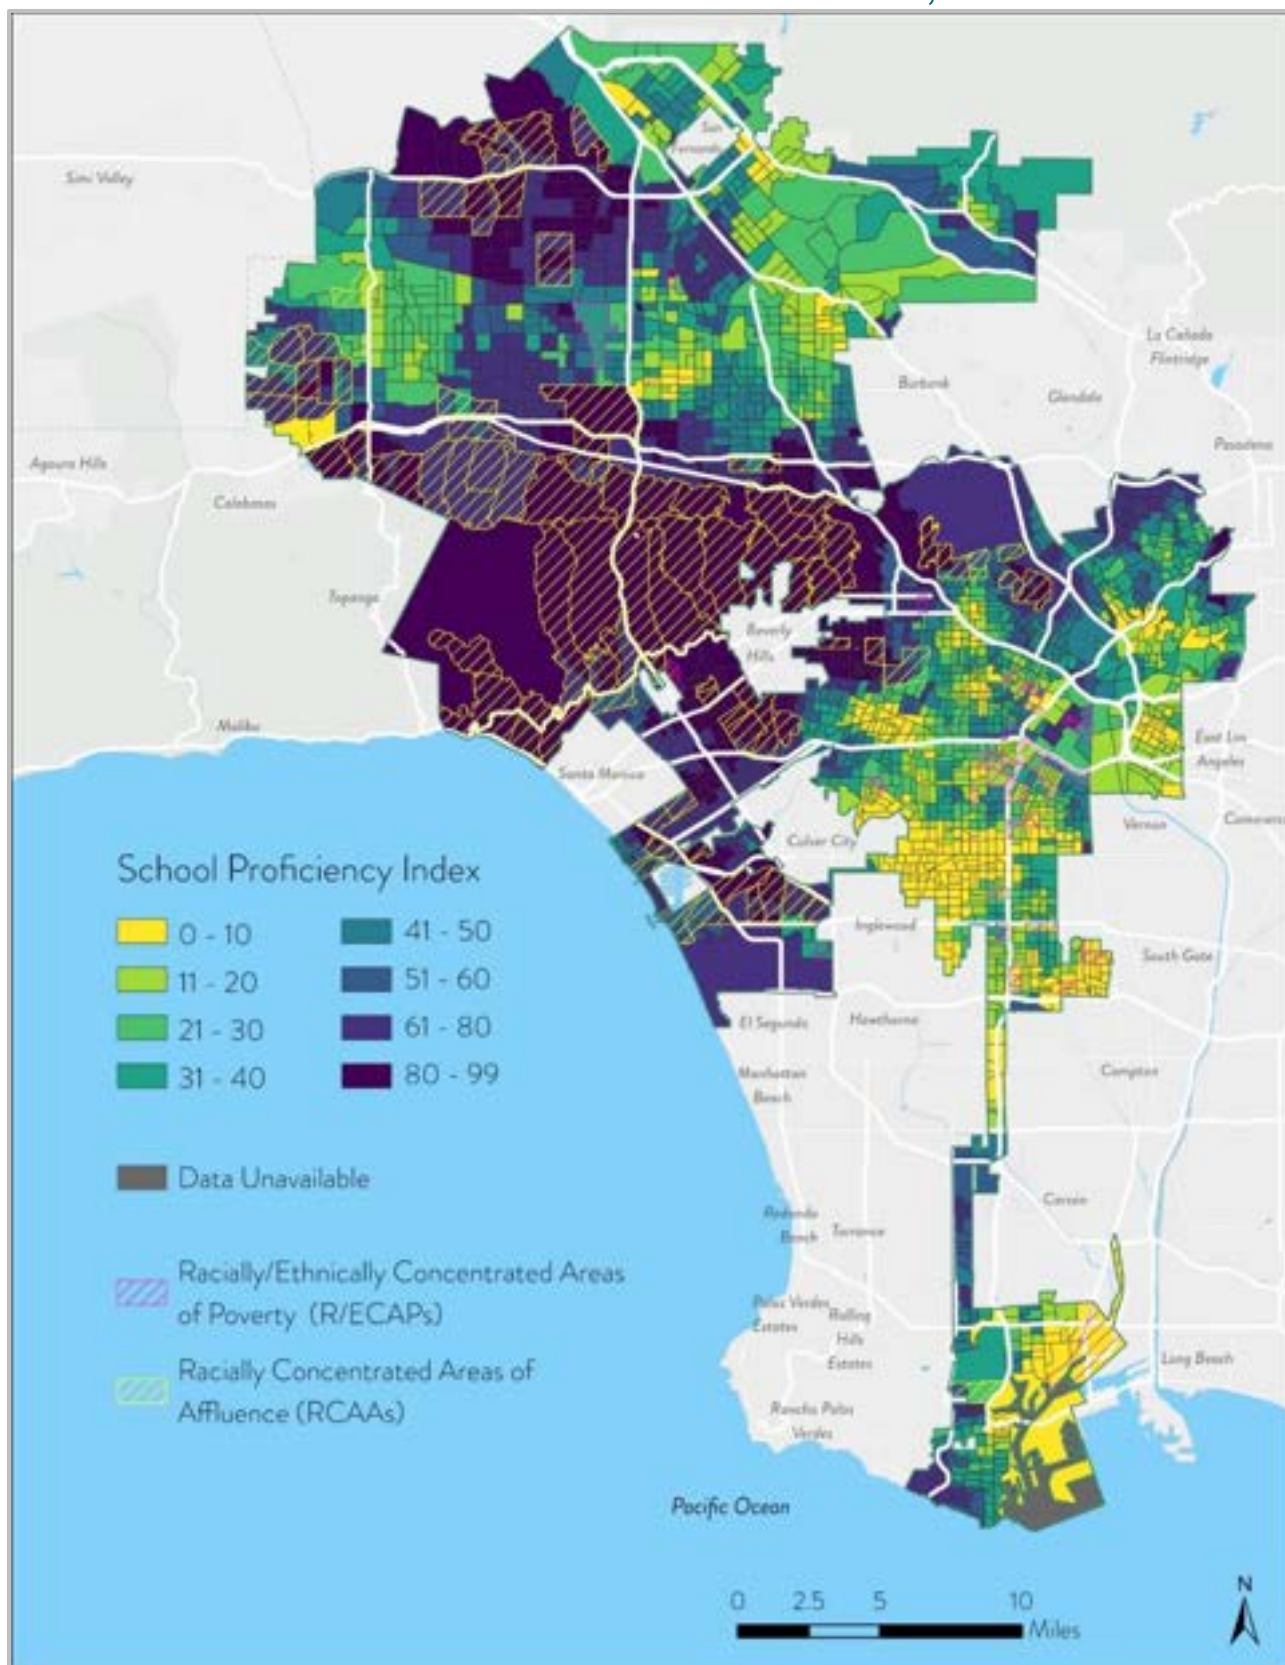 San
Fernando
Simi Valley
La Cañada
Flintridge
Burbank
Glendale
Pasadena
Agoura Hills
Calabasas
Topanga
Beverly
Hills
Malibu
East Los
Angeles
Santa Monica
Vernon
Culver City
School Proficiency Index
0 - 10
11 - 20
21 - 30
31 - 40
41 - 50
51 - 60
61 - 80
80 - 99
Inglewood
South Gate
El Segundo
Hawthorne
Manhattan
Beach
Compton
Data Unavailable
Carson
Redondo
Beach
Torrance
Racially/Ethnically Concentrated Areas
of Poverty (R/ECAPs)
Palos Verdes
Estates
Rolling
Hills
Estates
Long Beach
Racially Concentrated Areas of
Affluence (RCAAs)
Rancho Palos
Verdes
Pacific Ocean
N
0 2.5 5 10
Miles